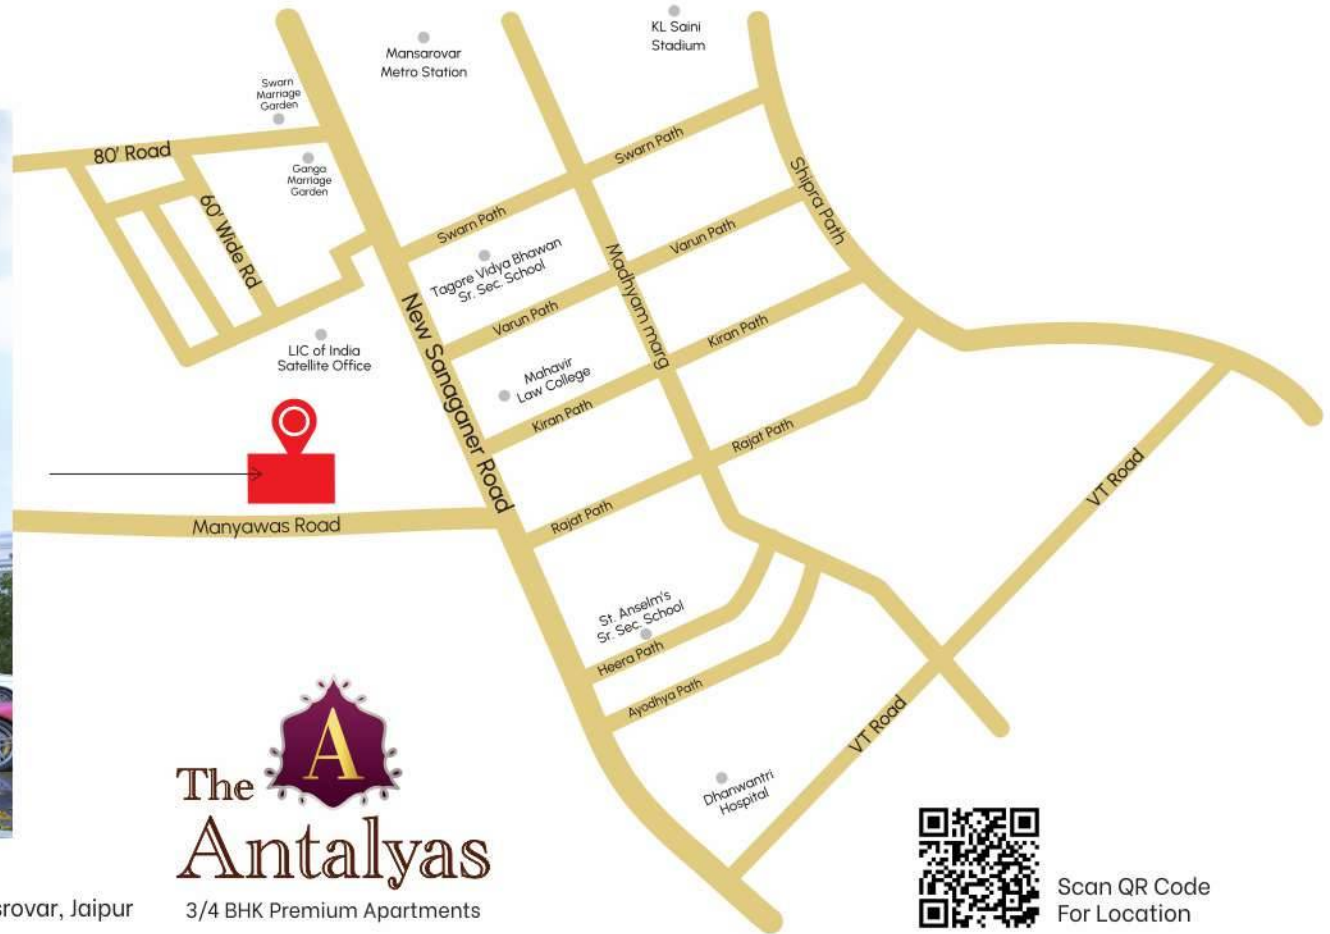 KL Saini
Stadium
Mansarovar
Metro Station
Swarn
Marriage
Garden
80' Road
Ganga
Marriage
Garden
60' Wide Rd
Swarn Path
Swarn Path
Shipra Path
Varun Path
Madhyam marg
Tagore Vidya Bhawan
Sr. Sec. School
Varun Path
Kiran Path
New Sanaganer Road
LIC of India
Satellite Office
Mahavir
Law College
Kiran Path
Rajat Path
VT Road
Manyawas Road
Rajat Path
St. Anselm's
Sr. Sec. School
Heera Path
Ayodhya Path
VT Road
Dhanwantri
Hospital
A
The
Antalyas
3/4 BHK Premium Apartments
Jaipur
Scan QR Code
For Location